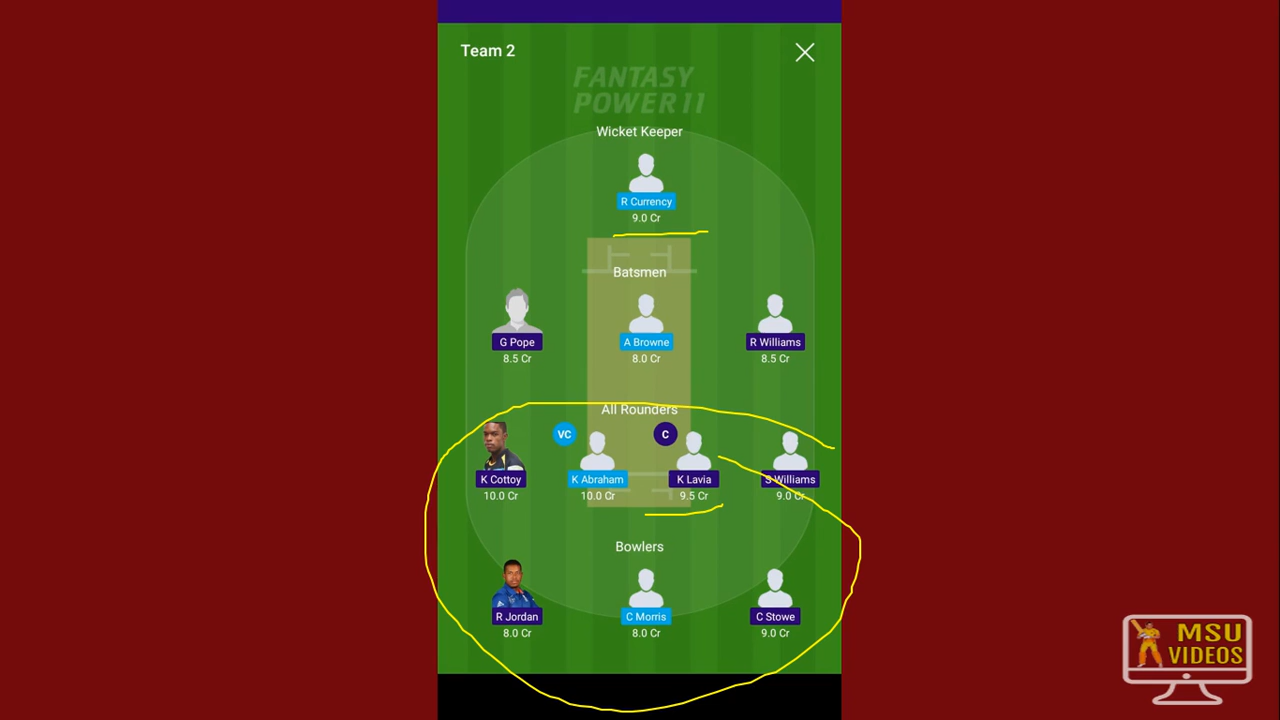 Team 2
FANTASY
POWER11
Wicket Keeper
R Currency
9.0 Cr
Batsmen
G Pope
8.5 Cr
A Browne
8.0 Cr
R Williams
8.5 Cr
All Rounders
K Cottoy
10.0 Cr
VC
K Abraham
10.0 Cr
C
K Lavia
9.5 Cr
S Williams
9.0 Cr
Bowlers
R Jordan
8.0 Cr
C Morris
8.0 Cr
C Stowe
9.0 Cr
MSU
VIDEOS